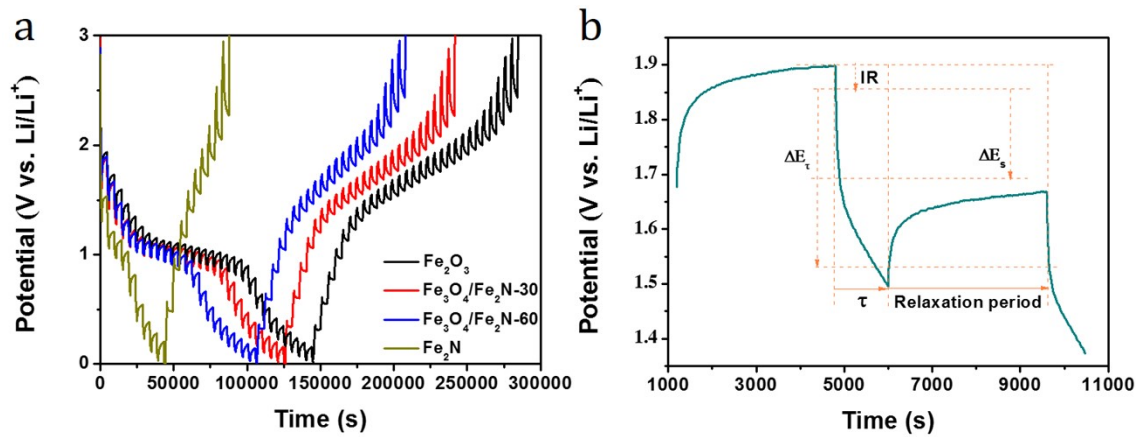 a
Potential (V vs. Li/Li⁺)
3
2
1
0
0 50000 100000 150000 200000 250000 300000
Time (s)
Fe₂O₃
Fe₃O₄/Fe₂N-30
Fe₃O₄/Fe₂N-60
Fe₂N
b
Potential (V vs. Li/Li⁺)
1.9
1.8
1.7
1.6
1.5
1.4
1000 3000 5000 7000 9000 11000
Time (s)
IR
ΔEτ
ΔEs
τ
Relaxation period